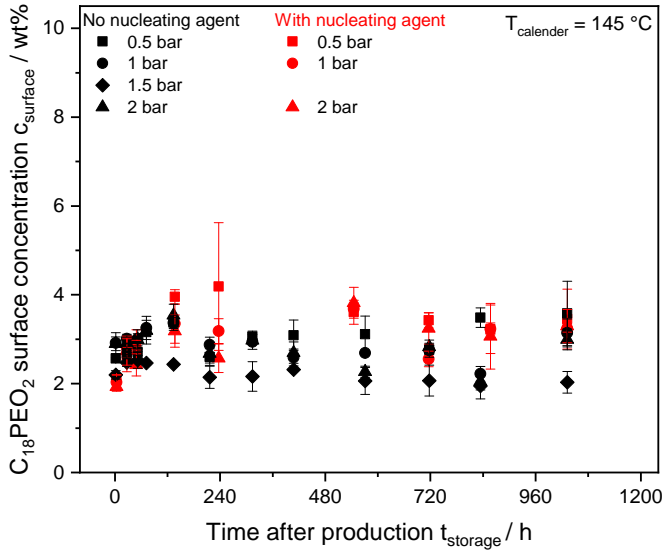 No nucleating agent With nucleating agent T_calender = 145 °C
0.5 bar 0.5 bar
1 bar 1 bar
1.5 bar
2 bar 2 bar
C₁₈PEO₂ surface concentration c_surface / wt%
10
8
6
4
2
0
0 240 480 720 960 1200
Time after production t_storage / h